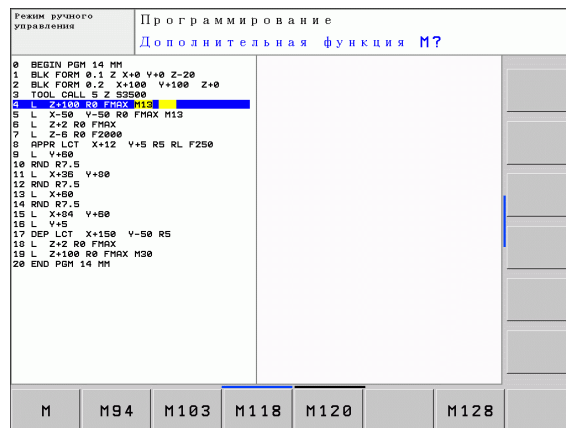 Режим ручного
управления
Программирование
Дополнительная функция M?
0 BEGIN PGM 14 MM
1 BLK FORM 0.1 Z X+0 Y+0 Z-20
2 BLK FORM 0.2 X+100 Y+100 Z+0
3 TOOL CALL 5 Z S3500
4 L Z+100 R0 FMAX M13
5 L X-50 Y-50 R0 FMAX M13
6 L Z+2 R0 FMAX
7 L Z-6 R0 F2000
8 APPR LCT X+12 Y+5 R5 RL F250
9 L Y+60
10 RND R7.5
11 L X+36 Y+80
12 RND R7.5
13 L X+60
14 RND R7.5
15 L X+84 Y+60
16 L Y+5
17 DEP LCT X+150 Y-50 R5
18 L Z+2 R0 FMAX
19 L Z+100 R0 FMAX M30
20 END PGM 14 MM
M M94 M103 M118 M120 M128